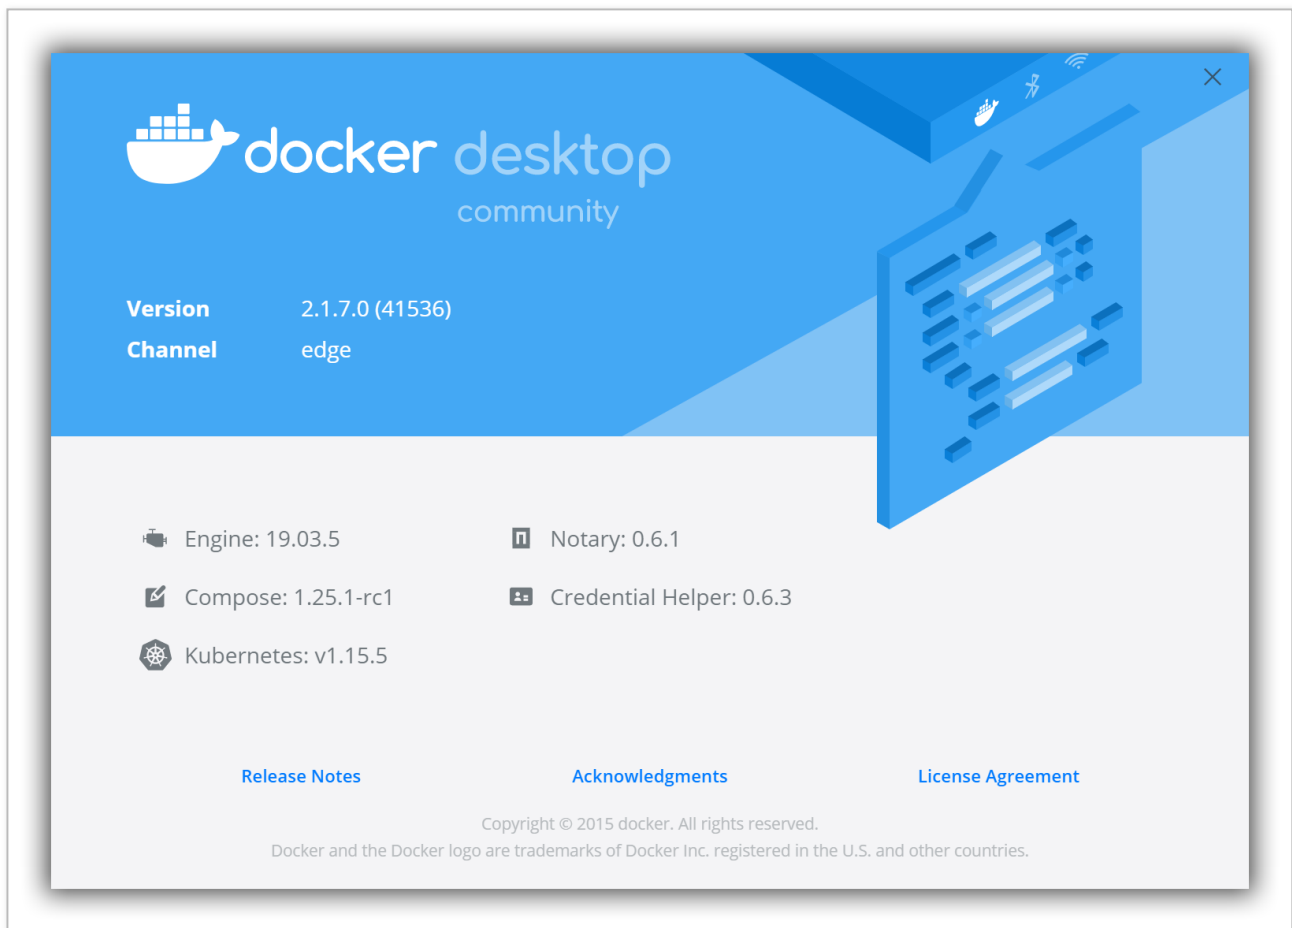 docker desktop
community
Version 2.1.7.0 (41536)
Channel edge
Engine: 19.03.5 Notary: 0.6.1
Compose: 1.25.1-rc1 Credential Helper: 0.6.3
Kubernetes: v1.15.5
Release Notes Acknowledgments License Agreement
Copyright © 2015 docker. All rights reserved.
Docker and the Docker logo are trademarks of Docker Inc. registered in the U.S. and other countries.